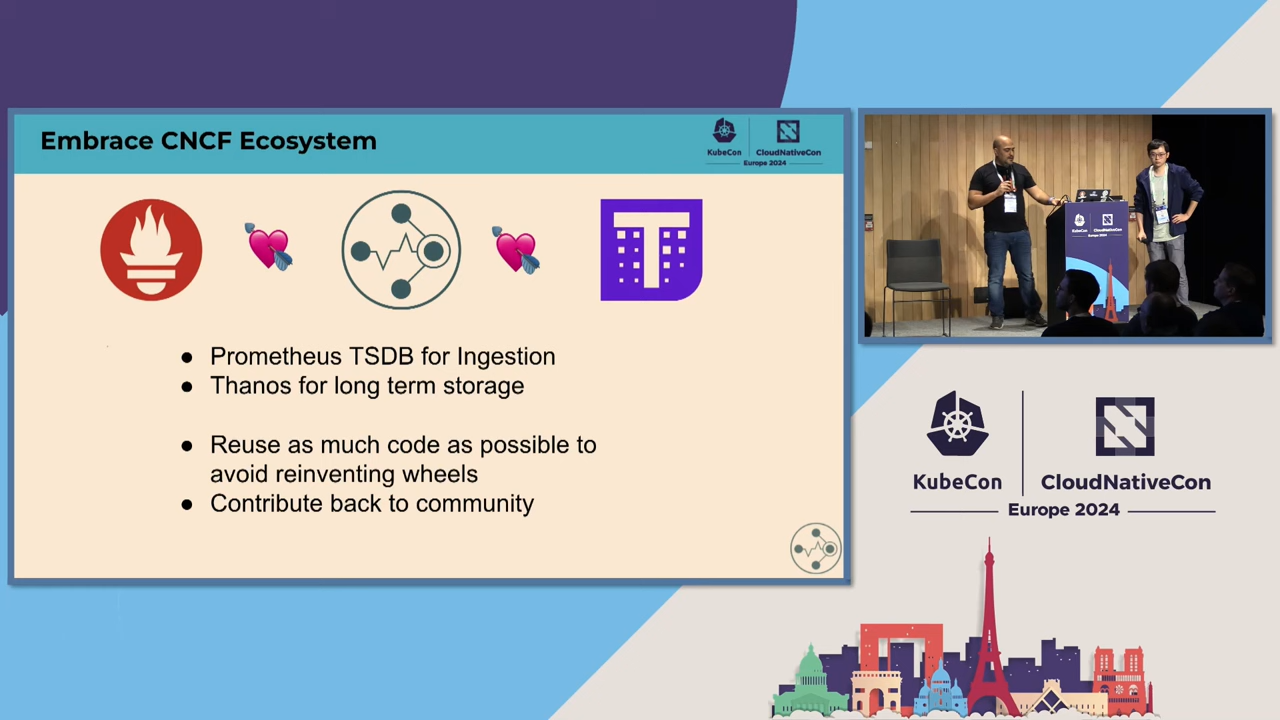 Embrace CNCF Ecosystem
KubeCon
CloudNativeCon
Europe 2024
● Prometheus TSDB for Ingestion
● Thanos for long term storage
● Reuse as much code as possible to
avoid reinventing wheels
● Contribute back to community
KubeCon
CloudNativeCon
Europe 2024